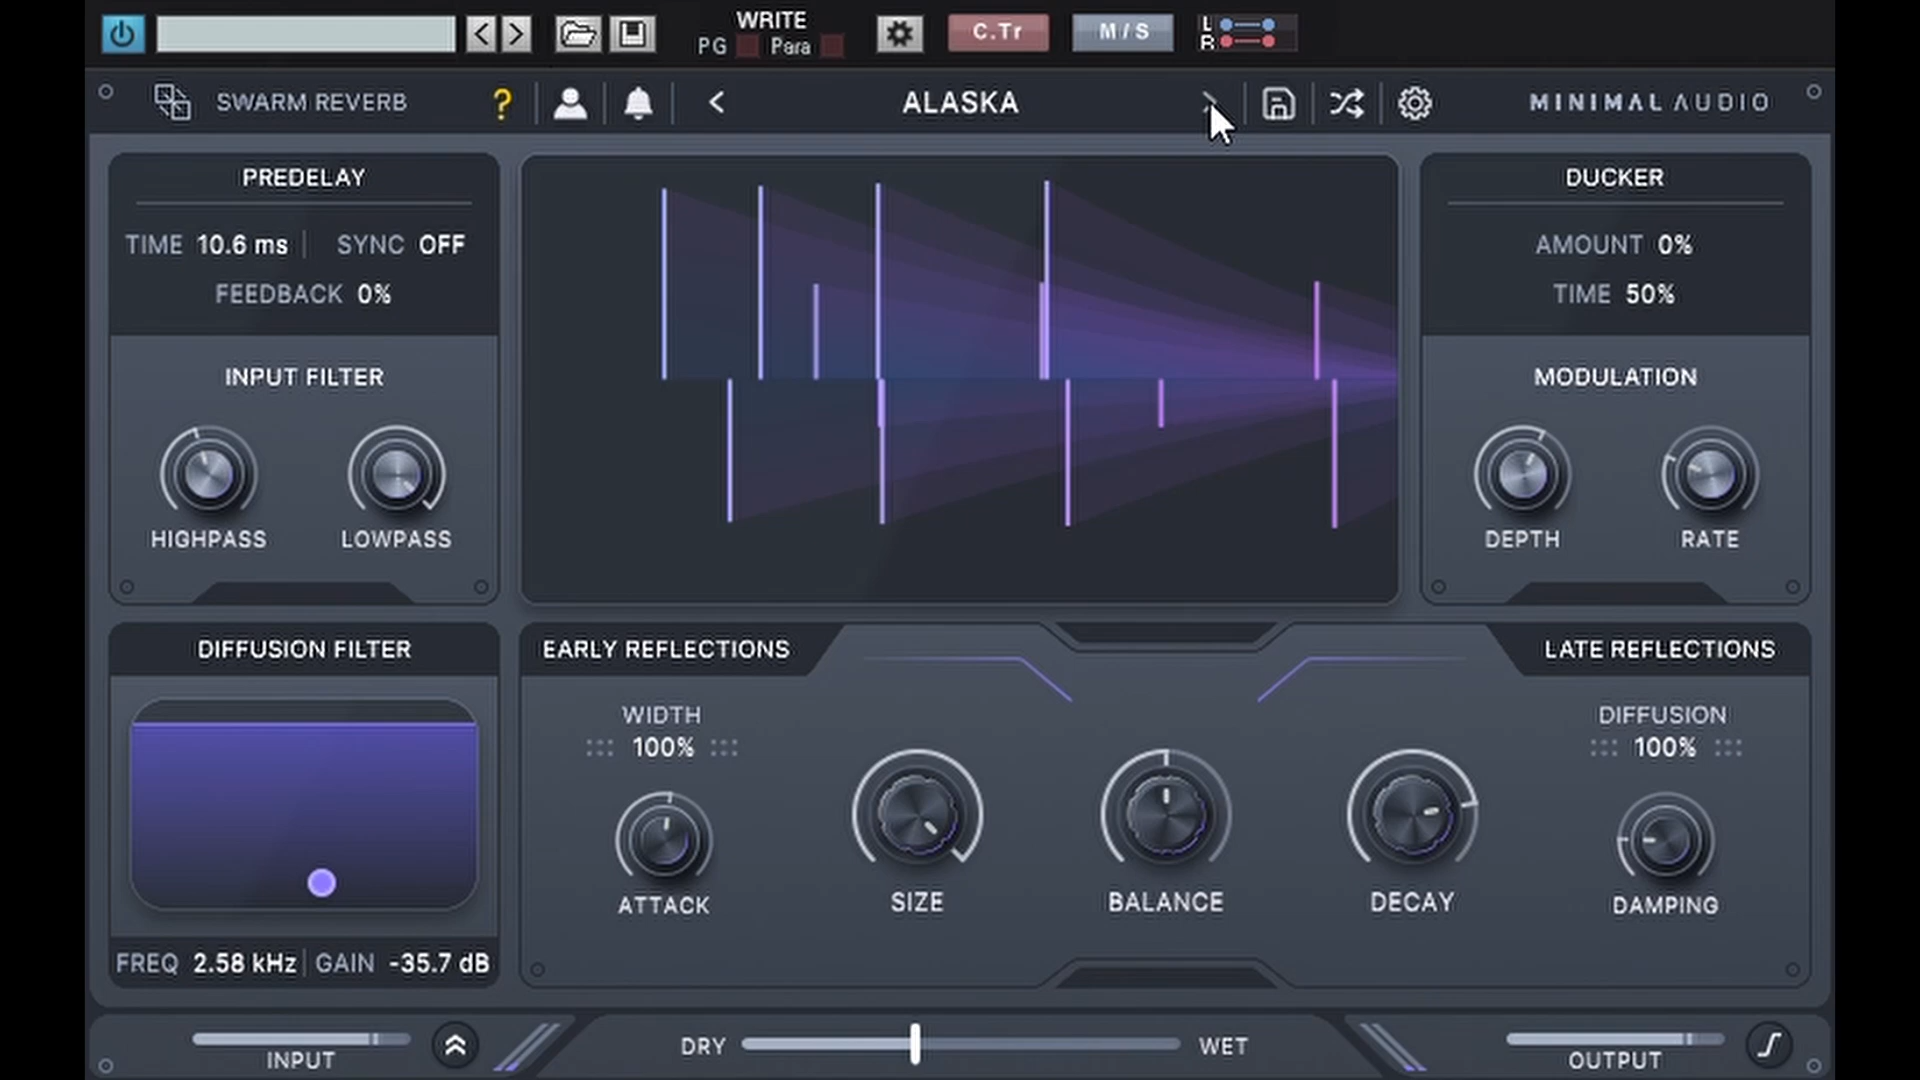 WRITE
PG Para
C.Tr
M/S
L
R
SWARM REVERB
?
ALASKA
MINIMAL AUDIO
PREDELAY
TIME 10.6 ms | SYNC OFF
FEEDBACK 0%
INPUT FILTER
HIGHPASS
LOWPASS
DUCKER
AMOUNT 0%
TIME 50%
MODULATION
DEPTH
RATE
DIFFUSION FILTER
FREQ 2.58 kHz | GAIN -35.7 dB
EARLY REFLECTIONS
LATE REFLECTIONS
WIDTH
100%
ATTACK
SIZE
BALANCE
DECAY
DIFFUSION
100%
DAMPING
INPUT
DRY
WET
OUTPUT